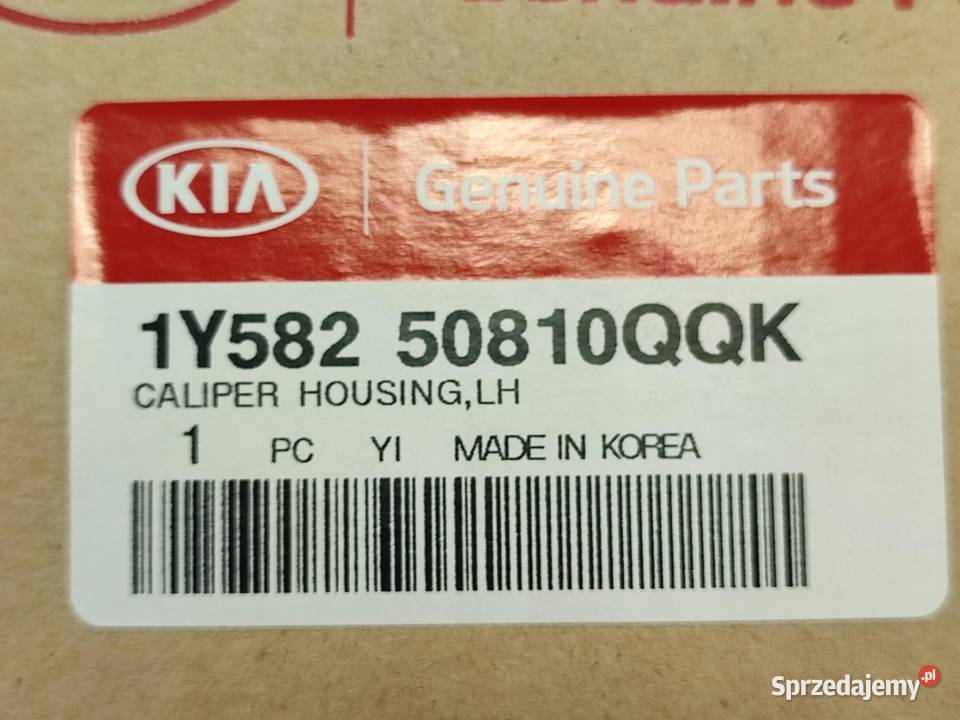 KIA Genuine Parts
1Y582 50810QQK
CALIPER HOUSING,LH
1 PC YI MADE IN KOREA
Sprzedajemy.pl